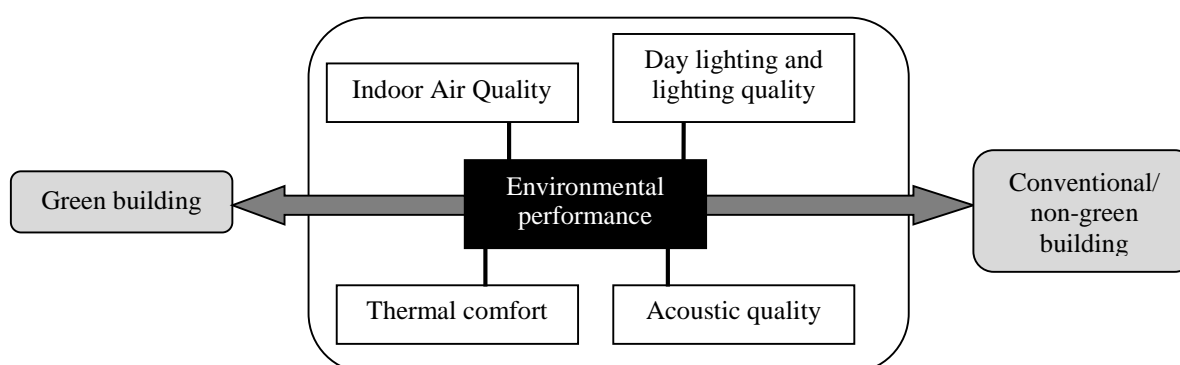 Indoor Air Quality
Day lighting and
lighting quality
Green building
Environmental
performance
Conventional/
non-green
building
Thermal comfort
Acoustic quality